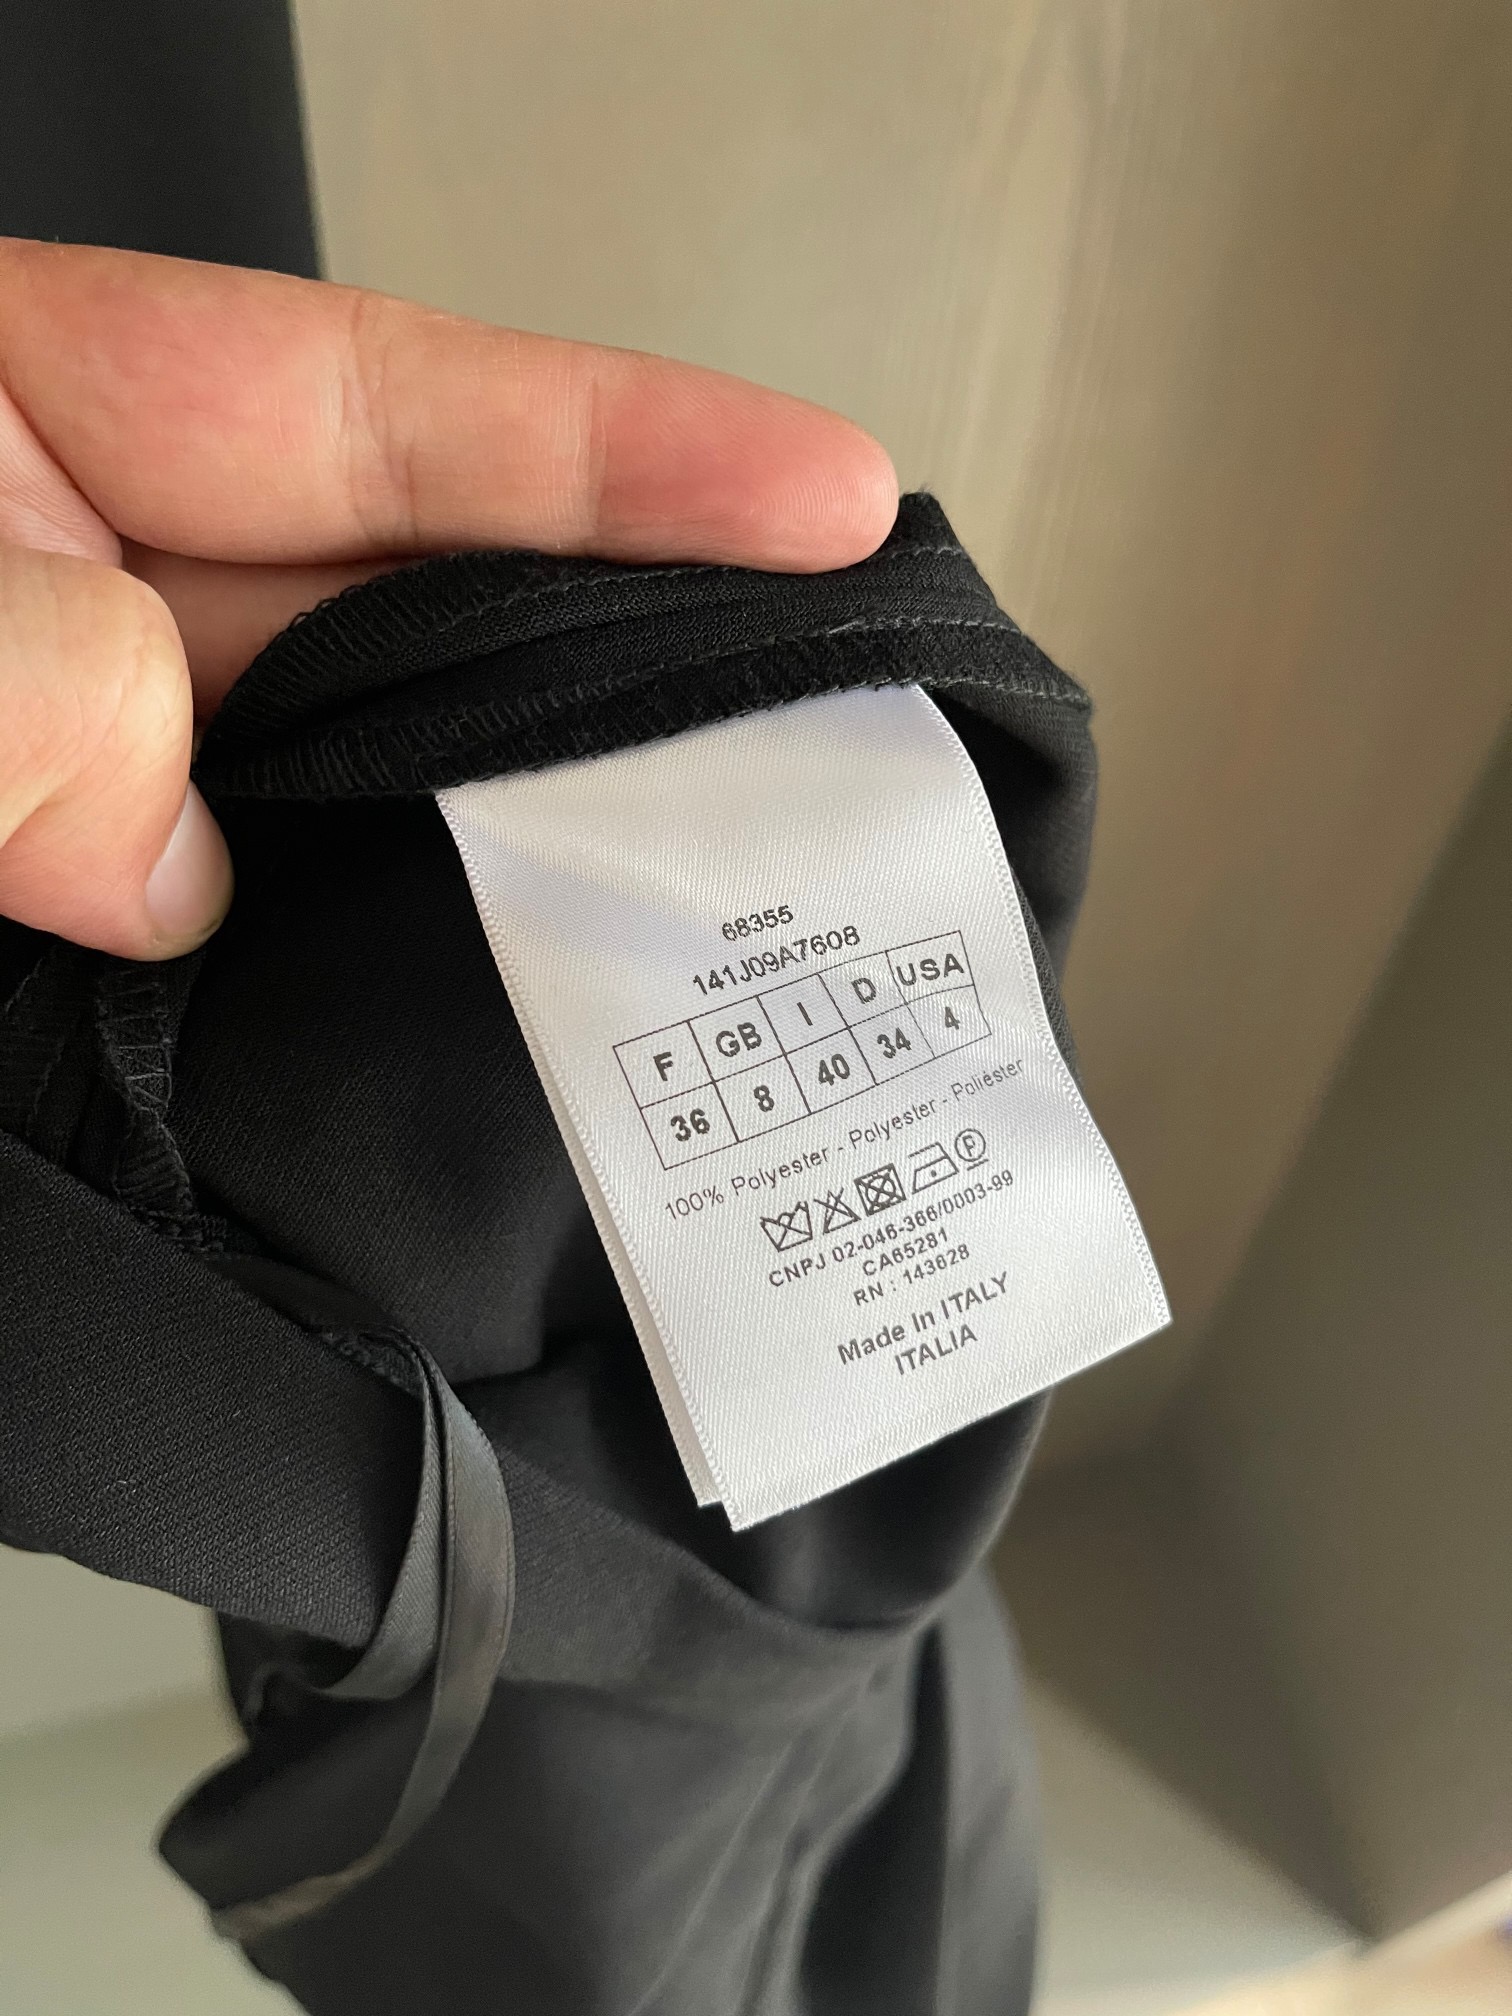 68355
141J09A7608
F GB I D USA
36 8 40 34 4
100% Polyester - Polyester - Poliéster
P
CNPJ 02-046-366/0003-99
CA65281
RN : 143628
Made In ITALY
ITALIA